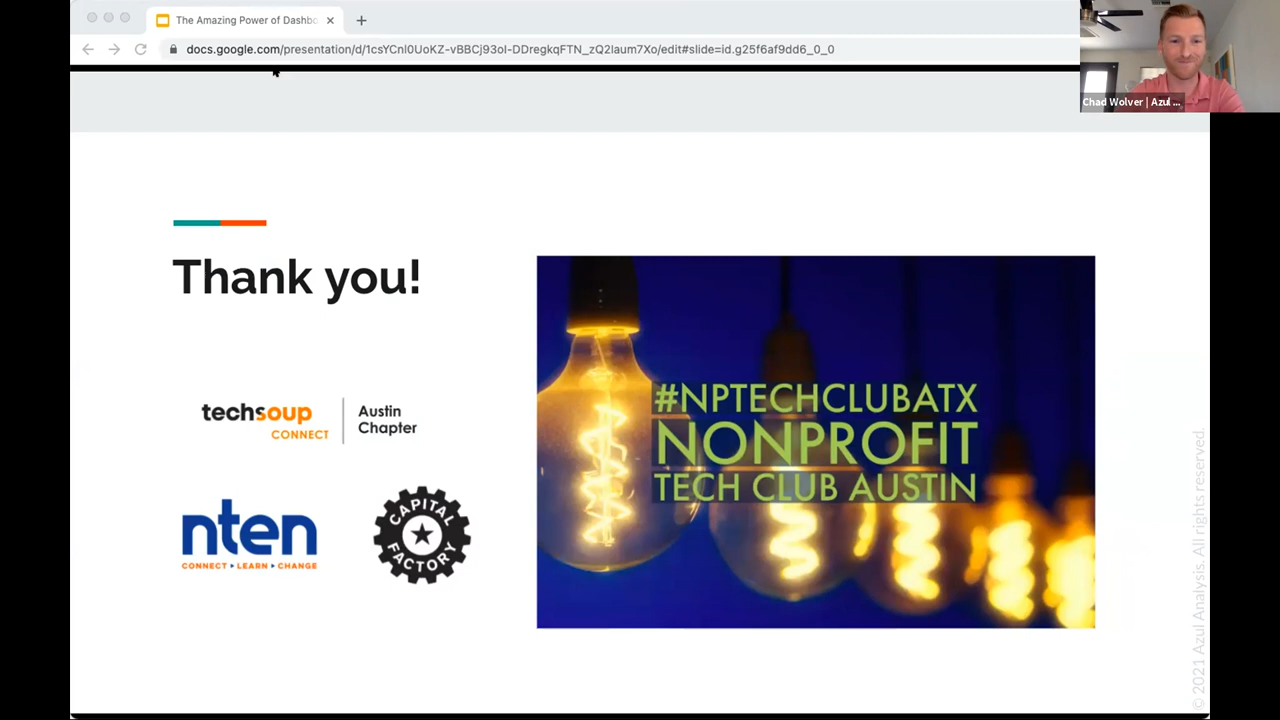 The Amazing Power of Dashbo
docs.google.com/presentation/d/1csYCnl0UoKZ-vBBCj93oI-DDregkqFTN_zQ2laum7Xo/edit#slide=id.g25f6af9dd6_0_0
Chad Wolver | Azul ...
Thank you!
techsoup
CONNECT
Austin
Chapter
nten
CONNECT ▸ LEARN ▸ CHANGE
CAPITAL
FACTORY
#NPTECHCLUBATX
NONPROFIT
TECH CLUB AUSTIN
© 2021 Azul Analysis. All rights reserved.